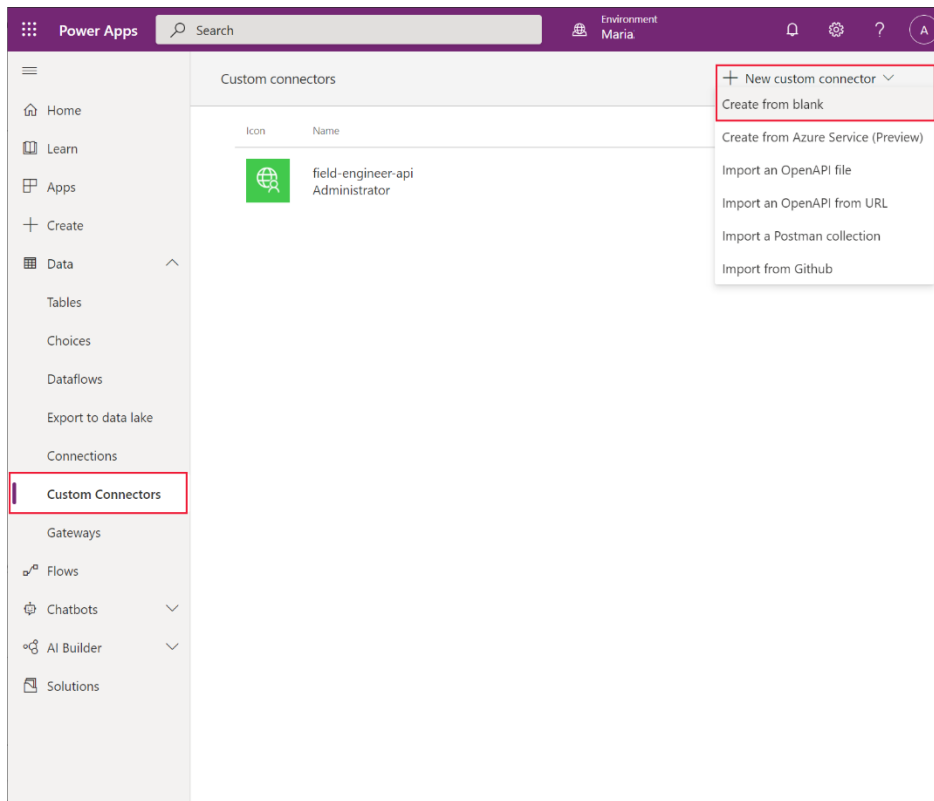 Power Apps
Search
Environment
Maria
?
A
Custom connectors
New custom connector
Create from blank
Create from Azure Service (Preview)
Import an OpenAPI file
Import an OpenAPI from URL
Import a Postman collection
Import from Github
Icon
Name
field-engineer-api
Administrator
Home
Learn
Apps
Create
Data
Tables
Choices
Dataflows
Export to data lake
Connections
Custom Connectors
Gateways
Flows
Chatbots
AI Builder
Solutions